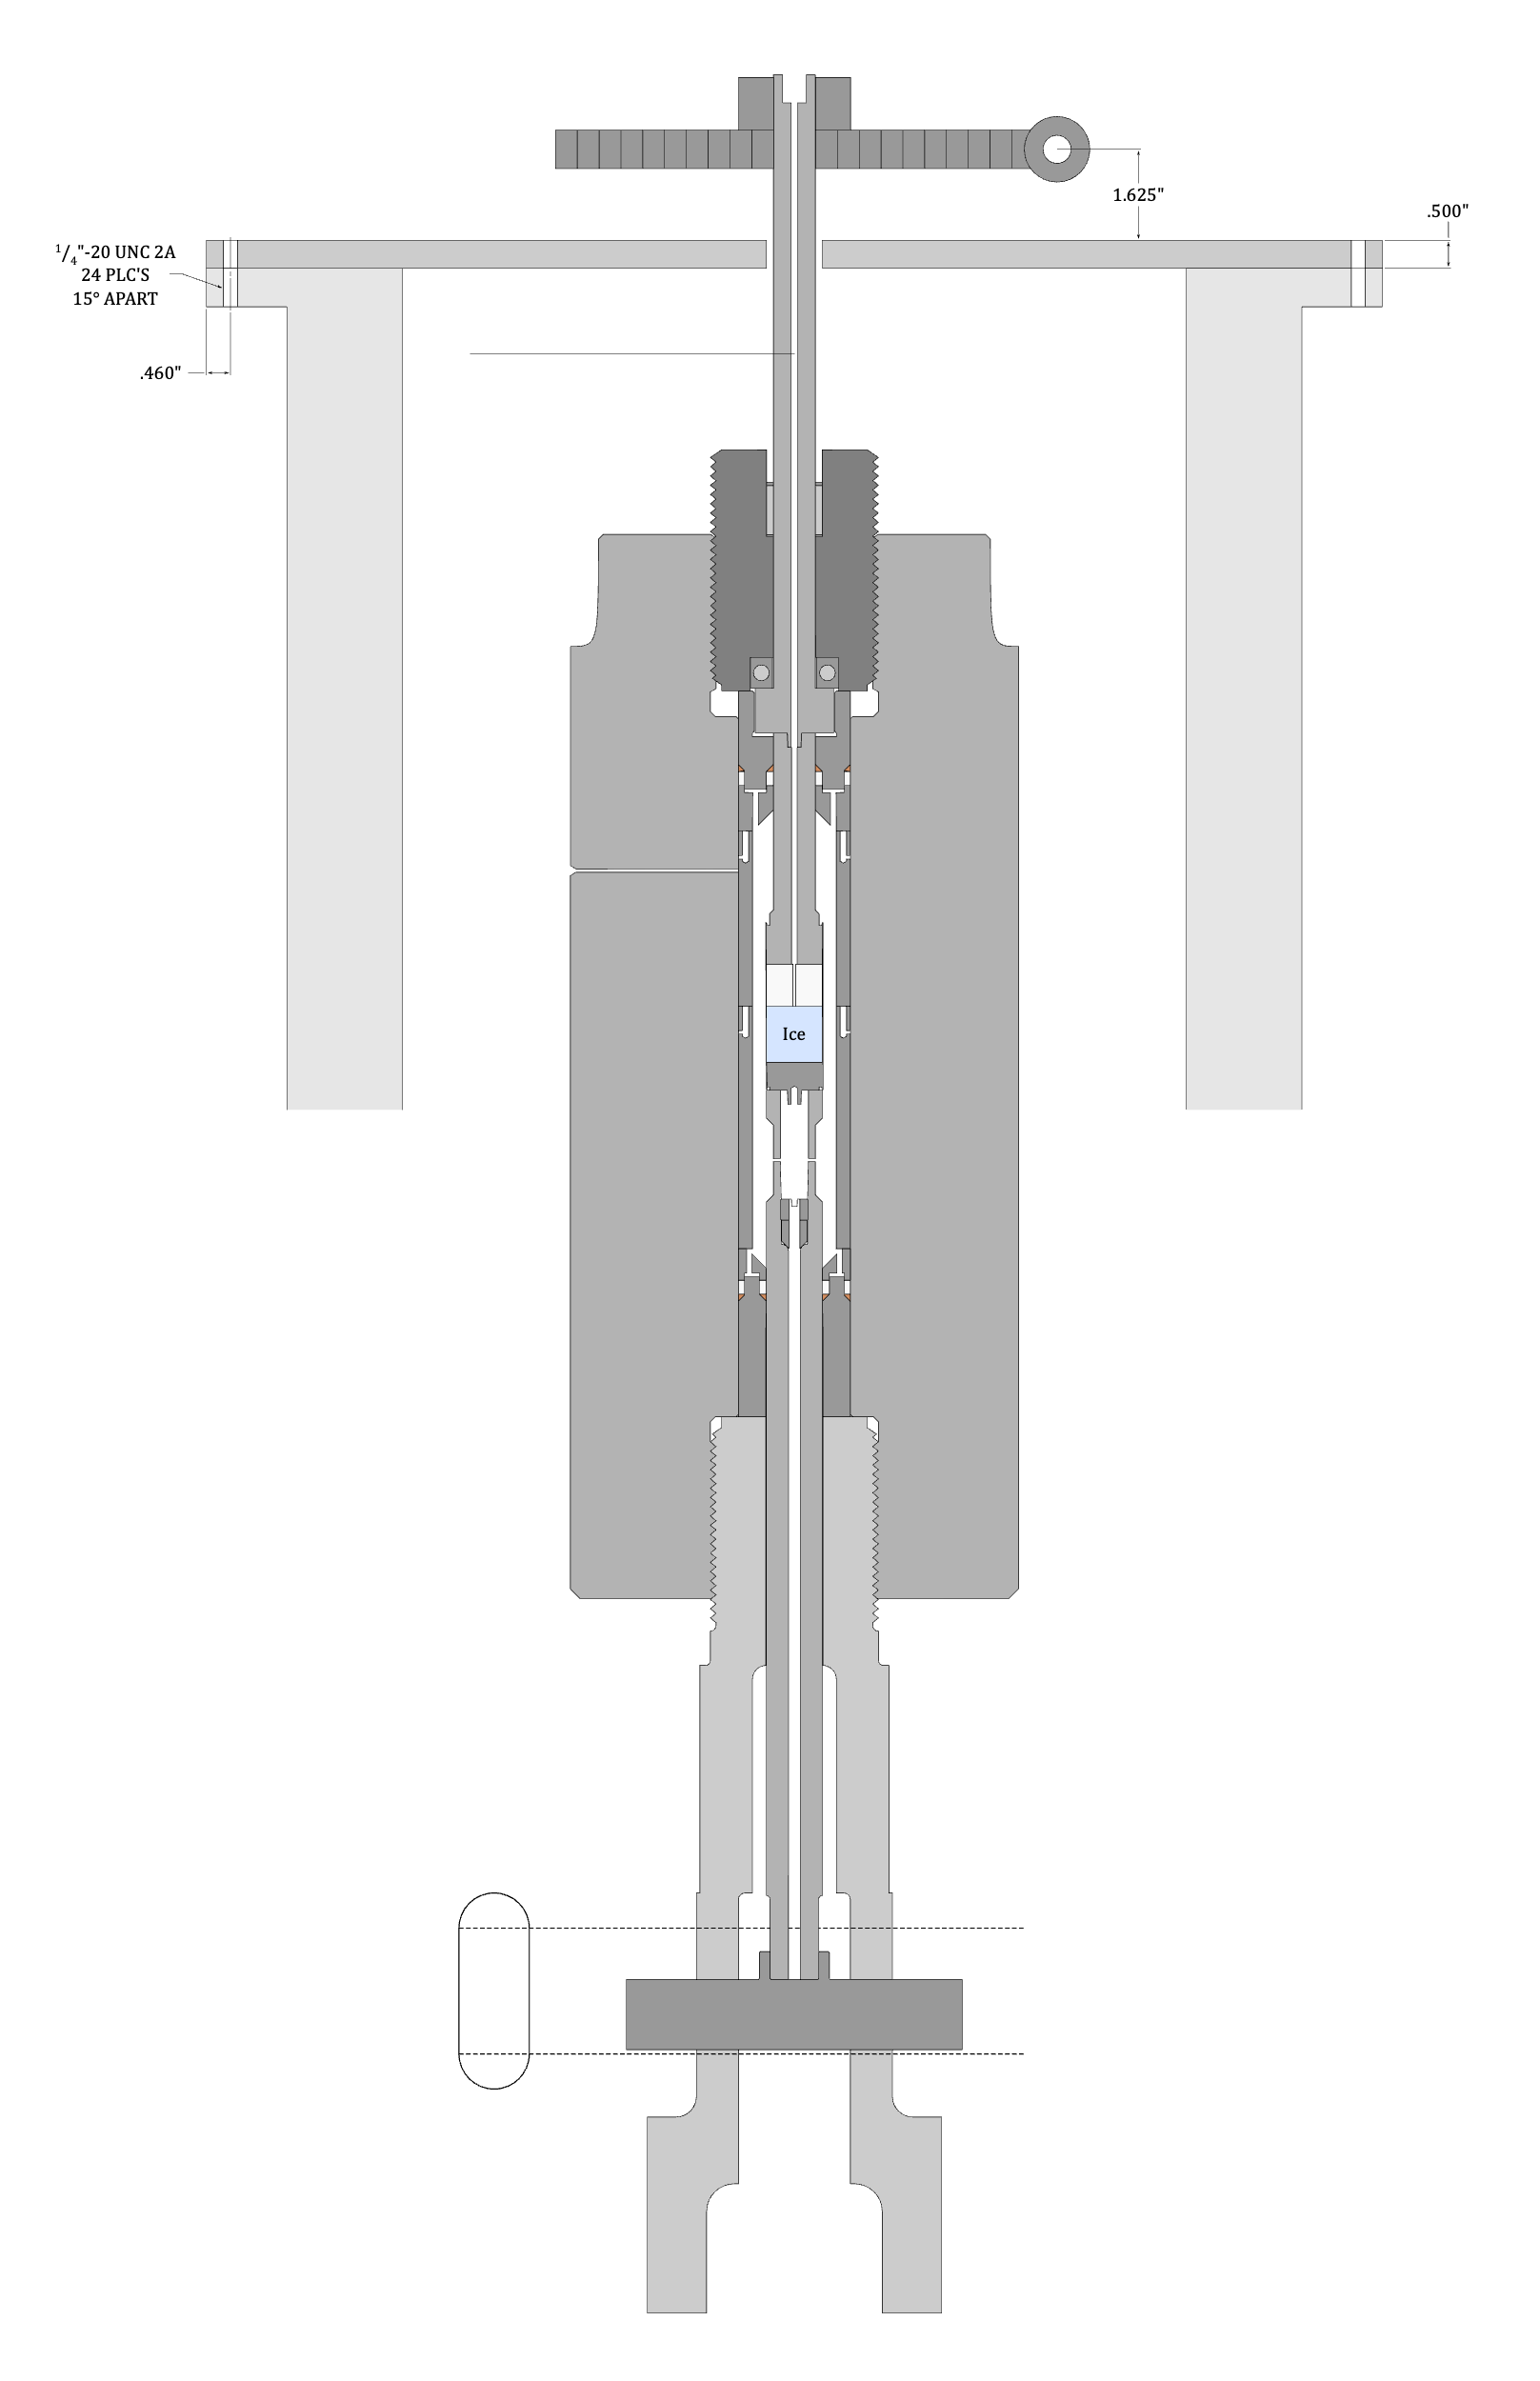 1.625"
.500"
1/4"-20 UNC 2A
24 PLC'S
15° APART
.460"
Ice